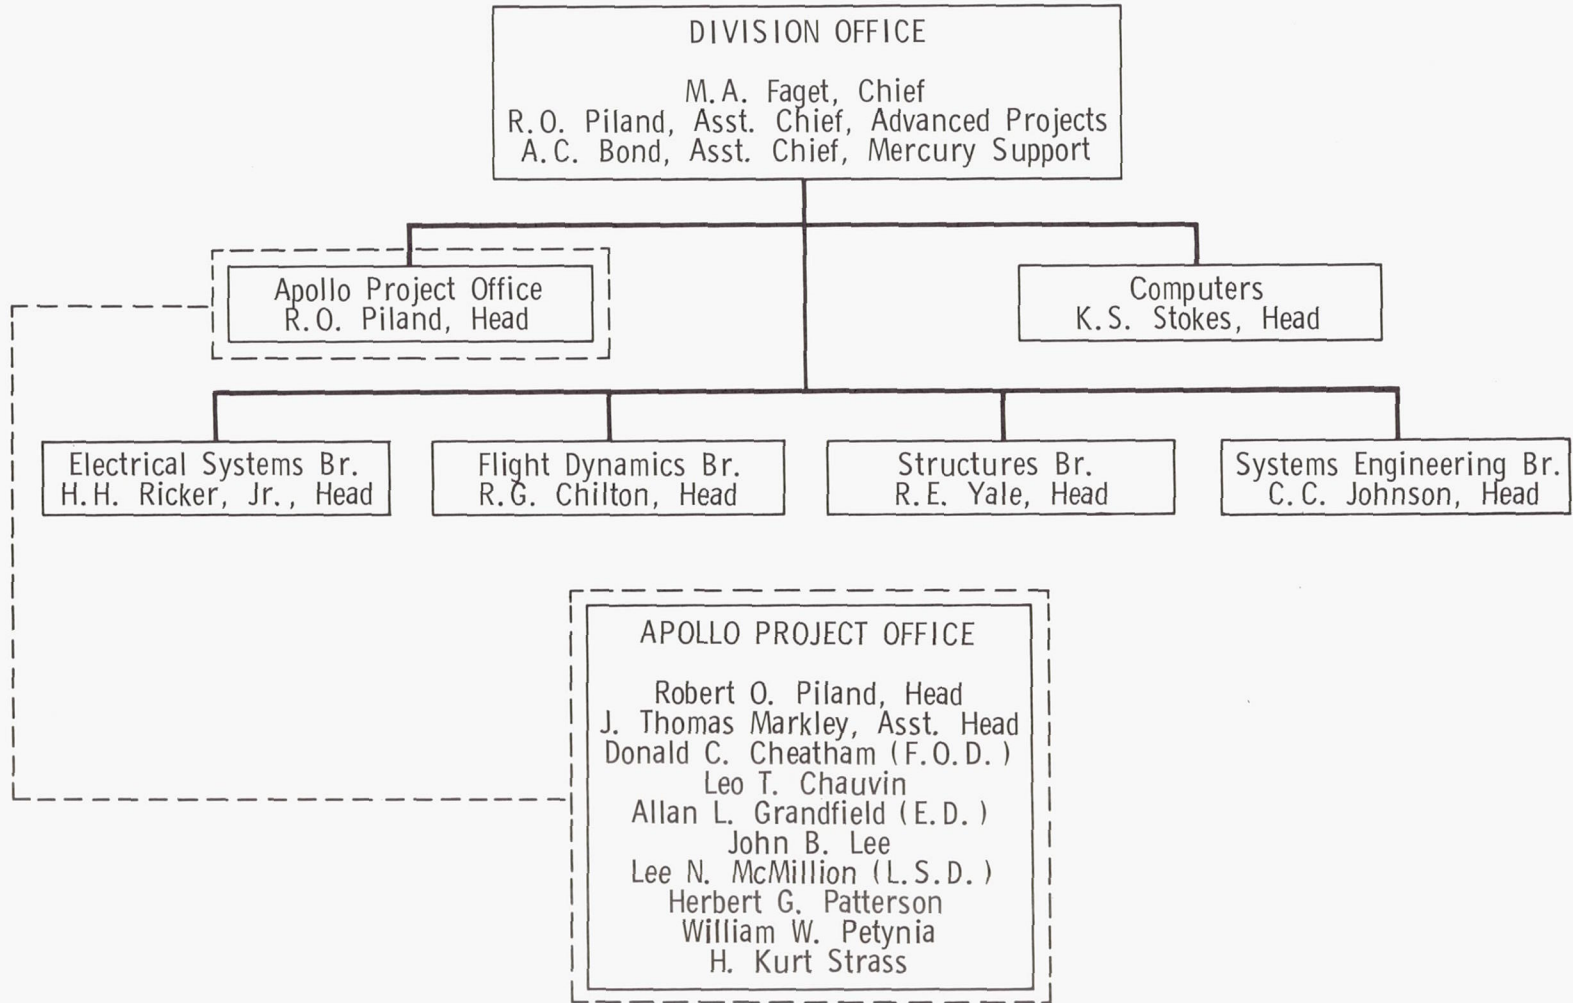 DIVISION OFFICE
M.A. Faget, Chief
R.O. Piland, Asst. Chief, Advanced Projects
A.C. Bond, Asst. Chief, Mercury Support
Apollo Project Office
R.O. Piland, Head
Computers
K.S. Stokes, Head
Electrical Systems Br.
H.H. Ricker, Jr., Head
Flight Dynamics Br.
R.G. Chilton, Head
Structures Br.
R.E. Yale, Head
Systems Engineering Br.
C.C. Johnson, Head
APOLLO PROJECT OFFICE
Robert O. Piland, Head
J. Thomas Markley, Asst. Head
Donald C. Cheatham (F.O.D.)
Leo T. Chauvin
Allan L. Grandfield (E.D.)
John B. Lee
Lee N. McMillion (L.S.D.)
Herbert G. Patterson
William W. Petynia
H. Kurt Strass